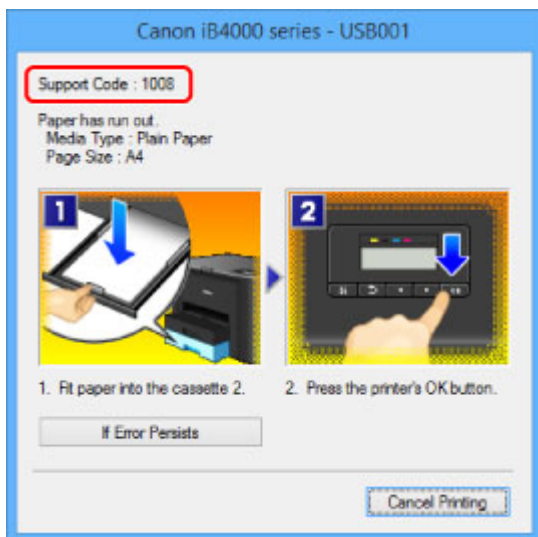 Canon iB4000 series - USB001
Support Code : 1008
Paper has run out.
Media Type : Plain Paper
Page Size : A4
1
2
1. Fit paper into the cassette 2.
2. Press the printer's OK button.
If Error Persists
Cancel Printing